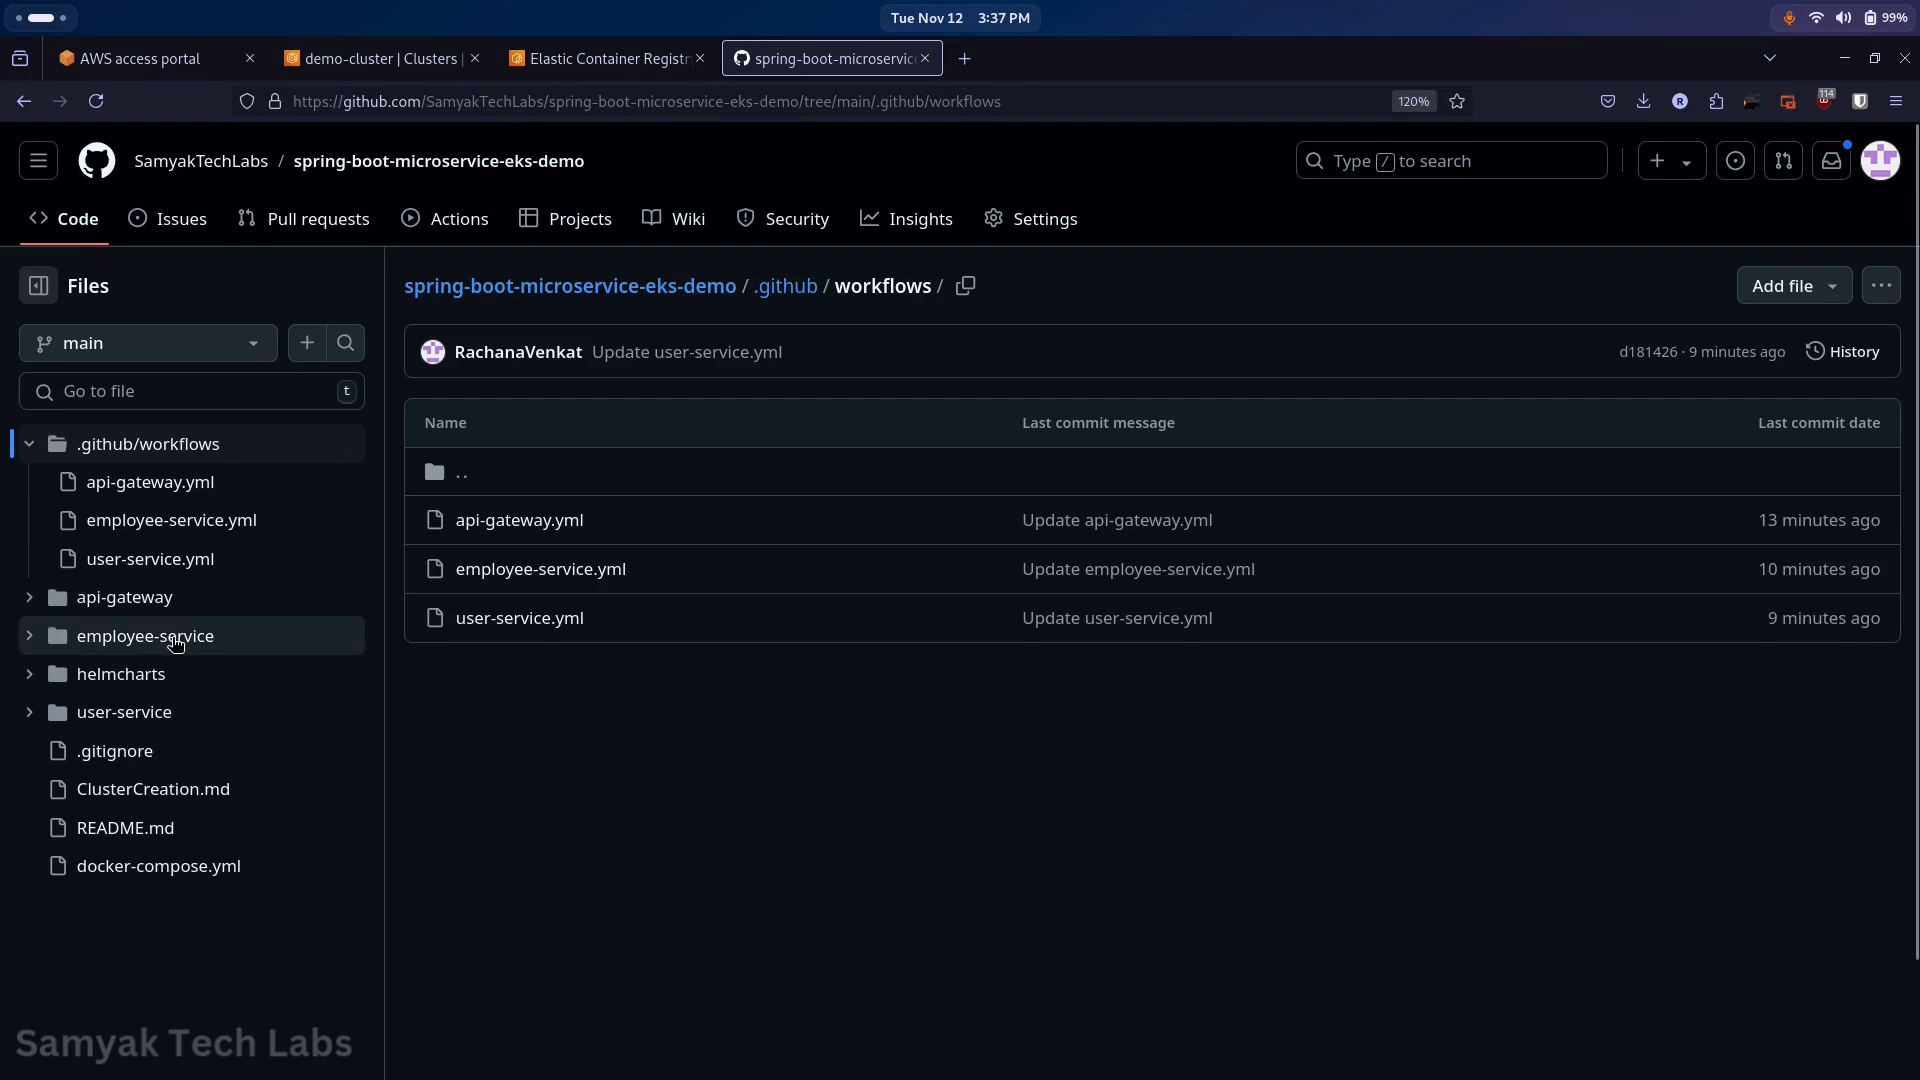 Tue Nov 12 3:37 PM
99%
AWS access portal
demo-cluster | Clusters |
Elastic Container Registr
spring-boot-microservic
https://github.com/SamyakTechLabs/spring-boot-microservice-eks-demo/tree/main/.github/workflows
120%
R
114
SamyakTechLabs / spring-boot-microservice-eks-demo
Type / to search
Code
Issues
Pull requests
Actions
Projects
Wiki
Security
Insights
Settings
Files
main
Go to file
t
.github/workflows
api-gateway.yml
employee-service.yml
user-service.yml
api-gateway
employee-service
helmcharts
user-service
.gitignore
ClusterCreation.md
README.md
docker-compose.yml
spring-boot-microservice-eks-demo / .github / workflows /
Add file
RachanaVenkat Update user-service.yml
d181426 · 9 minutes ago
History
Name Last commit message Last commit date
..
api-gateway.yml Update api-gateway.yml 13 minutes ago
employee-service.yml Update employee-service.yml 10 minutes ago
user-service.yml Update user-service.yml 9 minutes ago
Samyak Tech Labs